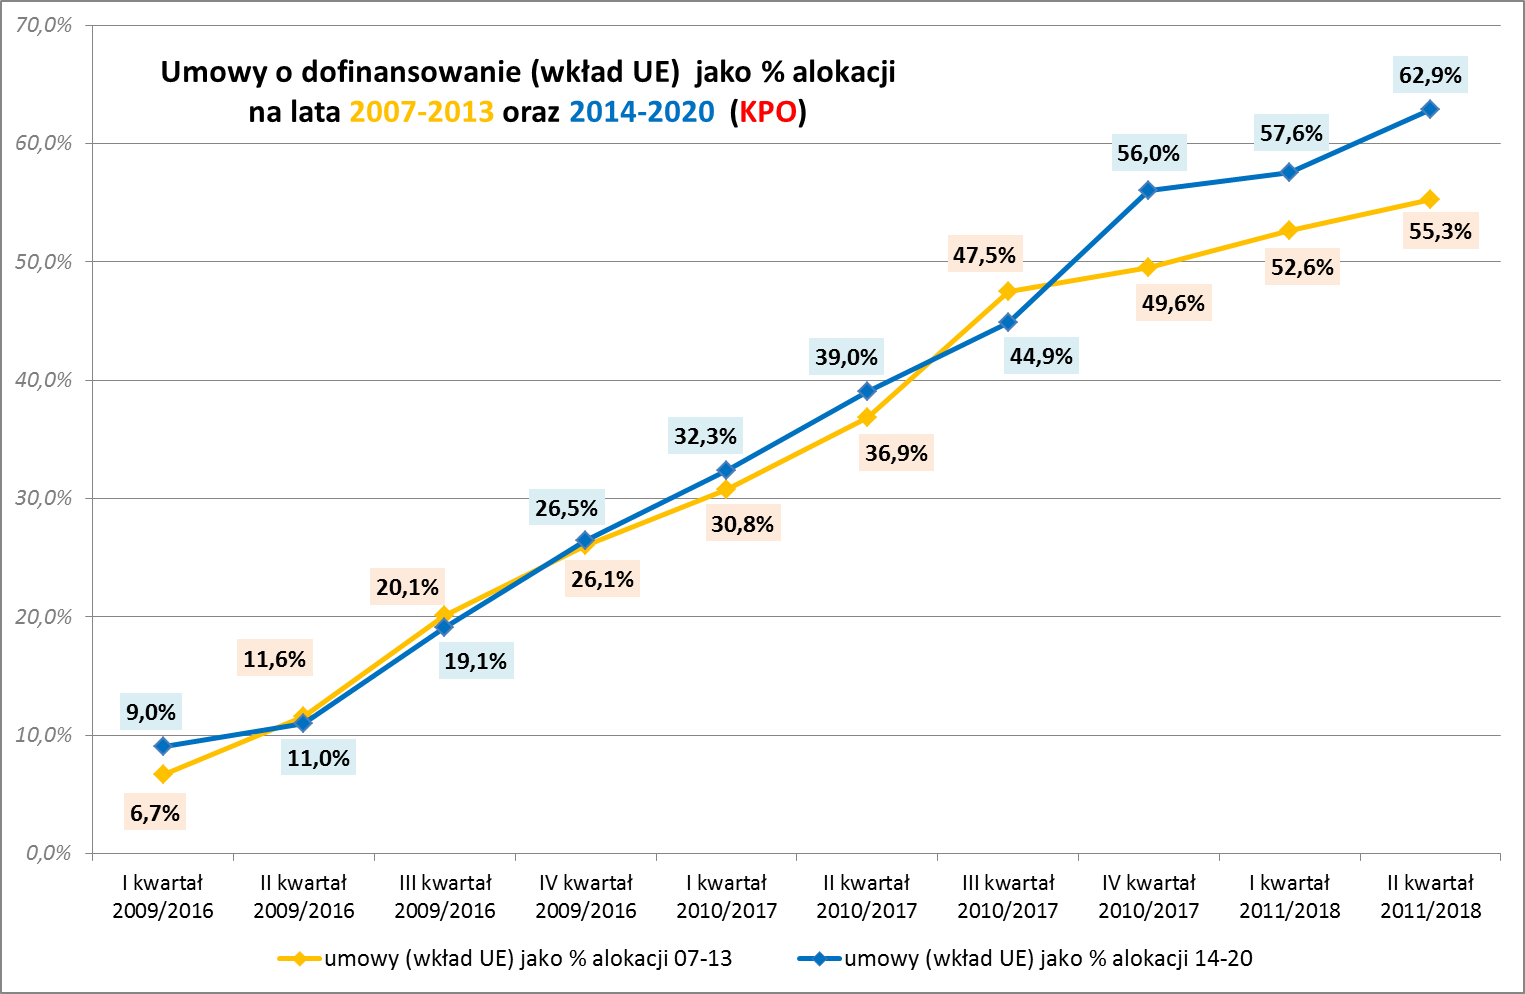 Umowy o dofinansowanie (wkład UE) jako % alokacji
na lata 2007-2013 oraz 2014-2020 (KPO)
70,0%
60,0%
50,0%
40,0%
30,0%
20,0%
10,0%
0,0%
9,0%
11,0%
19,1%
26,5%
32,3%
39,0%
44,9%
56,0%
57,6%
62,9%
6,7%
11,6%
20,1%
26,1%
30,8%
36,9%
47,5%
49,6%
52,6%
55,3%
I kwartał
2009/2016
II kwartał
2009/2016
III kwartał
2009/2016
IV kwartał
2009/2016
I kwartał
2010/2017
II kwartał
2010/2017
III kwartał
2010/2017
IV kwartał
2010/2017
I kwartał
2011/2018
II kwartał
2011/2018
umowy (wkład UE) jako % alokacji 07-13
umowy (wkład UE) jako % alokacji 14-20